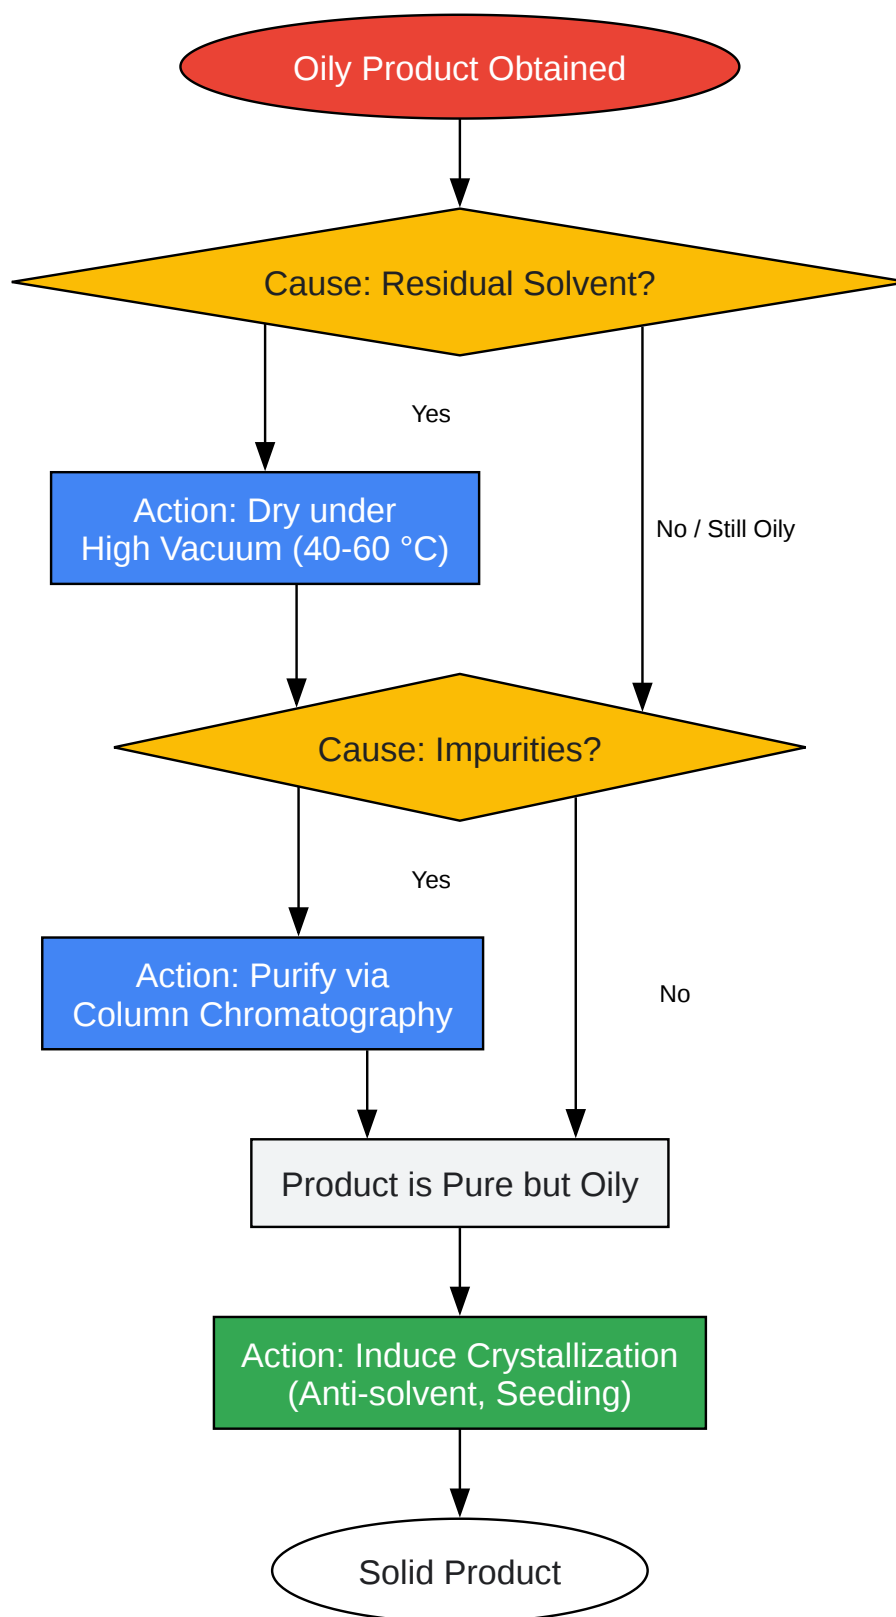 Oily Product Obtained
Cause: Residual Solvent?
Yes
Action: Dry under
High Vacuum (40-60 °C)
No / Still Oily
Cause: Impurities?
Yes
Action: Purify via
Column Chromatography
No
Product is Pure but Oily
Action: Induce Crystallization
(Anti-solvent, Seeding)
Solid Product